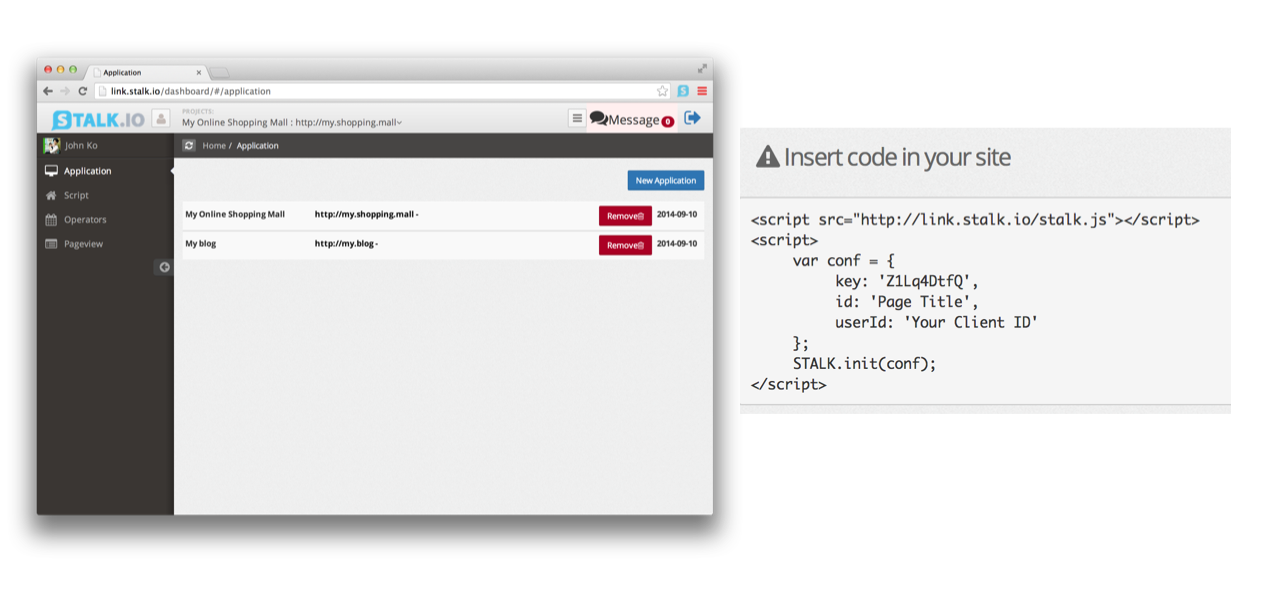 Application
link.stalk.io/dashboard/#/application
STALK.IO
PROJECTS:
My Online Shopping Mall : http://my.shopping.mall
Message 0
John Ko
Home / Application
Application
Script
Operators
Pageview
New Application
My Online Shopping Mall http://my.shopping.mall - Remove 2014-09-10
My blog http://my.blog - Remove 2014-09-10
Insert code in your site
<script src="http://link.stalk.io/stalk.js"></script>
<script>
var conf = {
key: 'Z1Lq4DtfQ',
id: 'Page Title',
userId: 'Your Client ID'
};
STALK.init(conf);
</script>